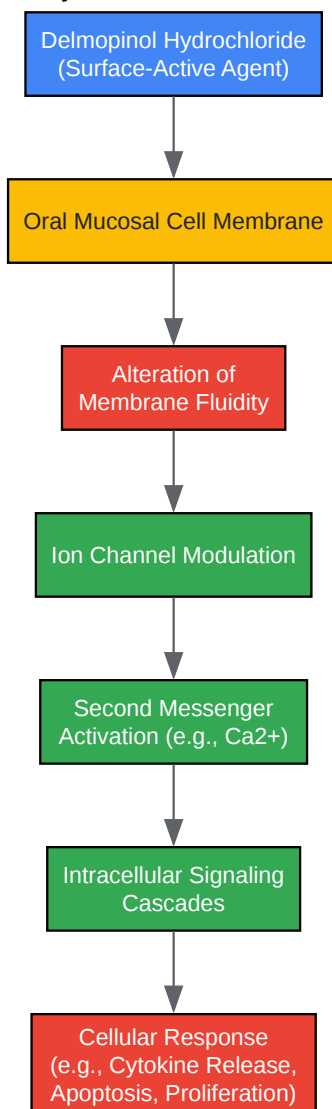 Delmopinol Hydrochloride
(Surface-Active Agent)
Oral Mucosal Cell Membrane
Alteration of
Membrane Fluidity
Ion Channel Modulation
Second Messenger
Activation (e.g., Ca2+)
Intracellular Signaling
Cascades
Cellular Response
(e.g., Cytokine Release,
Apoptosis, Proliferation)